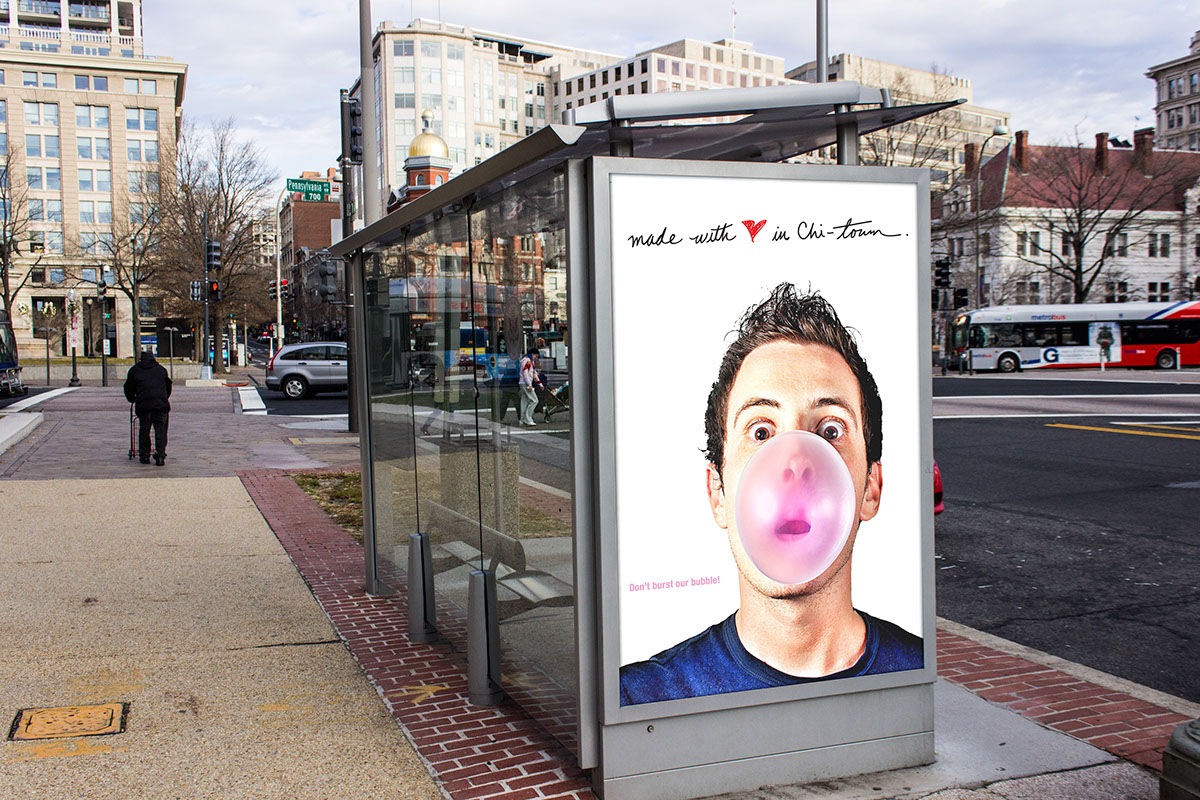 Pennsylvania
700
made with ❤ in Chi-town.
metrobus
G
Don't burst our bubble!